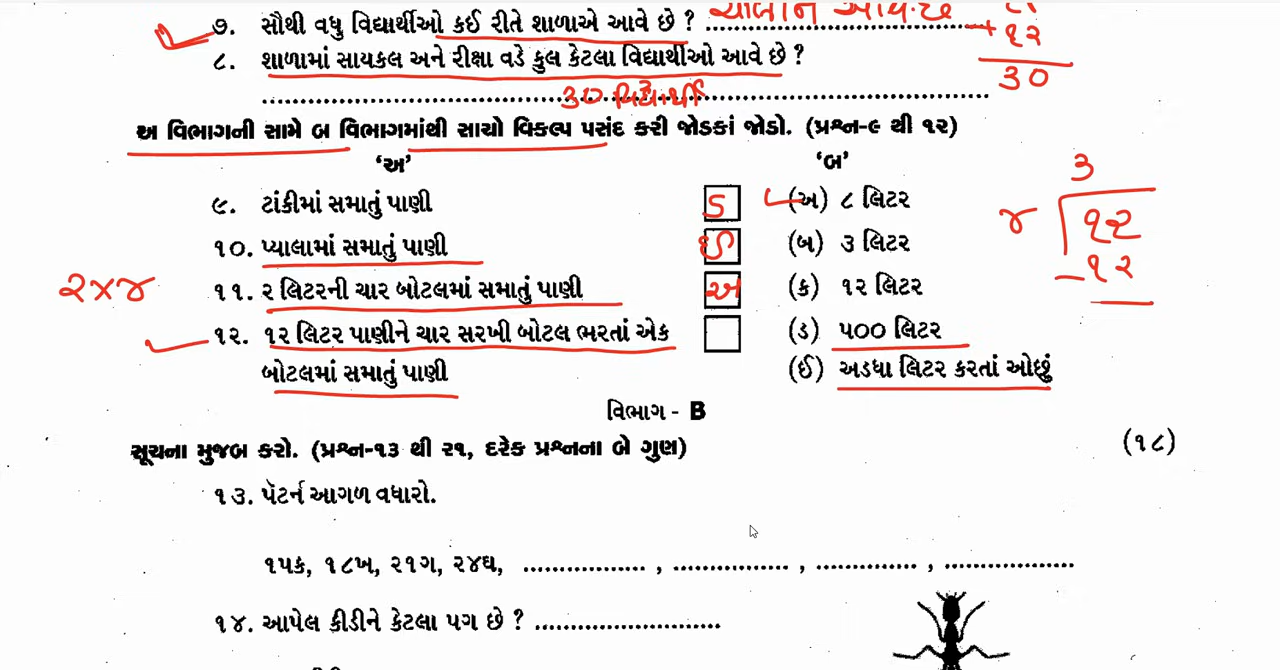 ૭. સૌથી વધુ વિદ્યાર્થીઓ કઈ રીતે શાળાએ આવે છે ? ચાલીને આવે છે
+ ૧૨
૮. શાળામાં સાયકલ અને રીક્ષા વડે કુલ કેટલા વિદ્યાર્થીઓ આવે છે ?
૩૦
૩૦ વિદ્યાર્થી
અ વિભાગની સામે બ વિભાગમાંથી સાચો વિકલ્પ પસંદ કરી જોડકાં જોડો. (પ્રશ્ન-૯ થી ૧૨)
‘અ’ ‘બ’
૩
૯. ટાંકીમાં સમાતું પાણી ડ (અ) ૮ લિટર
૪ ૧૨
૧૦. પ્યાલામાં સમાતું પાણી ઈ (બ) ૩ લિટર
- ૧૨
૨×૪ ૧૧. ૨ લિટરની ચાર બોટલમાં સમાતું પાણી અ (ક) ૧૨ લિટર
૧૨. ૧૨ લિટર પાણીને ચાર સરખી બોટલ ભરતાં એક (ડ) ૫૦૦ લિટર
બોટલમાં સમાતું પાણી (ઈ) અડધા લિટર કરતાં ઓછું
વિભાગ - B
સૂચના મુજબ કરો. (પ્રશ્ન-૧૩ થી ૨૧, દરેક પ્રશ્નના બે ગુણ) (૧૮)
૧૩. પૅટર્ન આગળ વધારો.
૧૫ક, ૧૮ખ, ૨૧ગ, ૨૪ઘ, .................. , .................. , ............... , ....................
૧૪. આપેલ કીડીને કેટલા પગ છે ? ............................